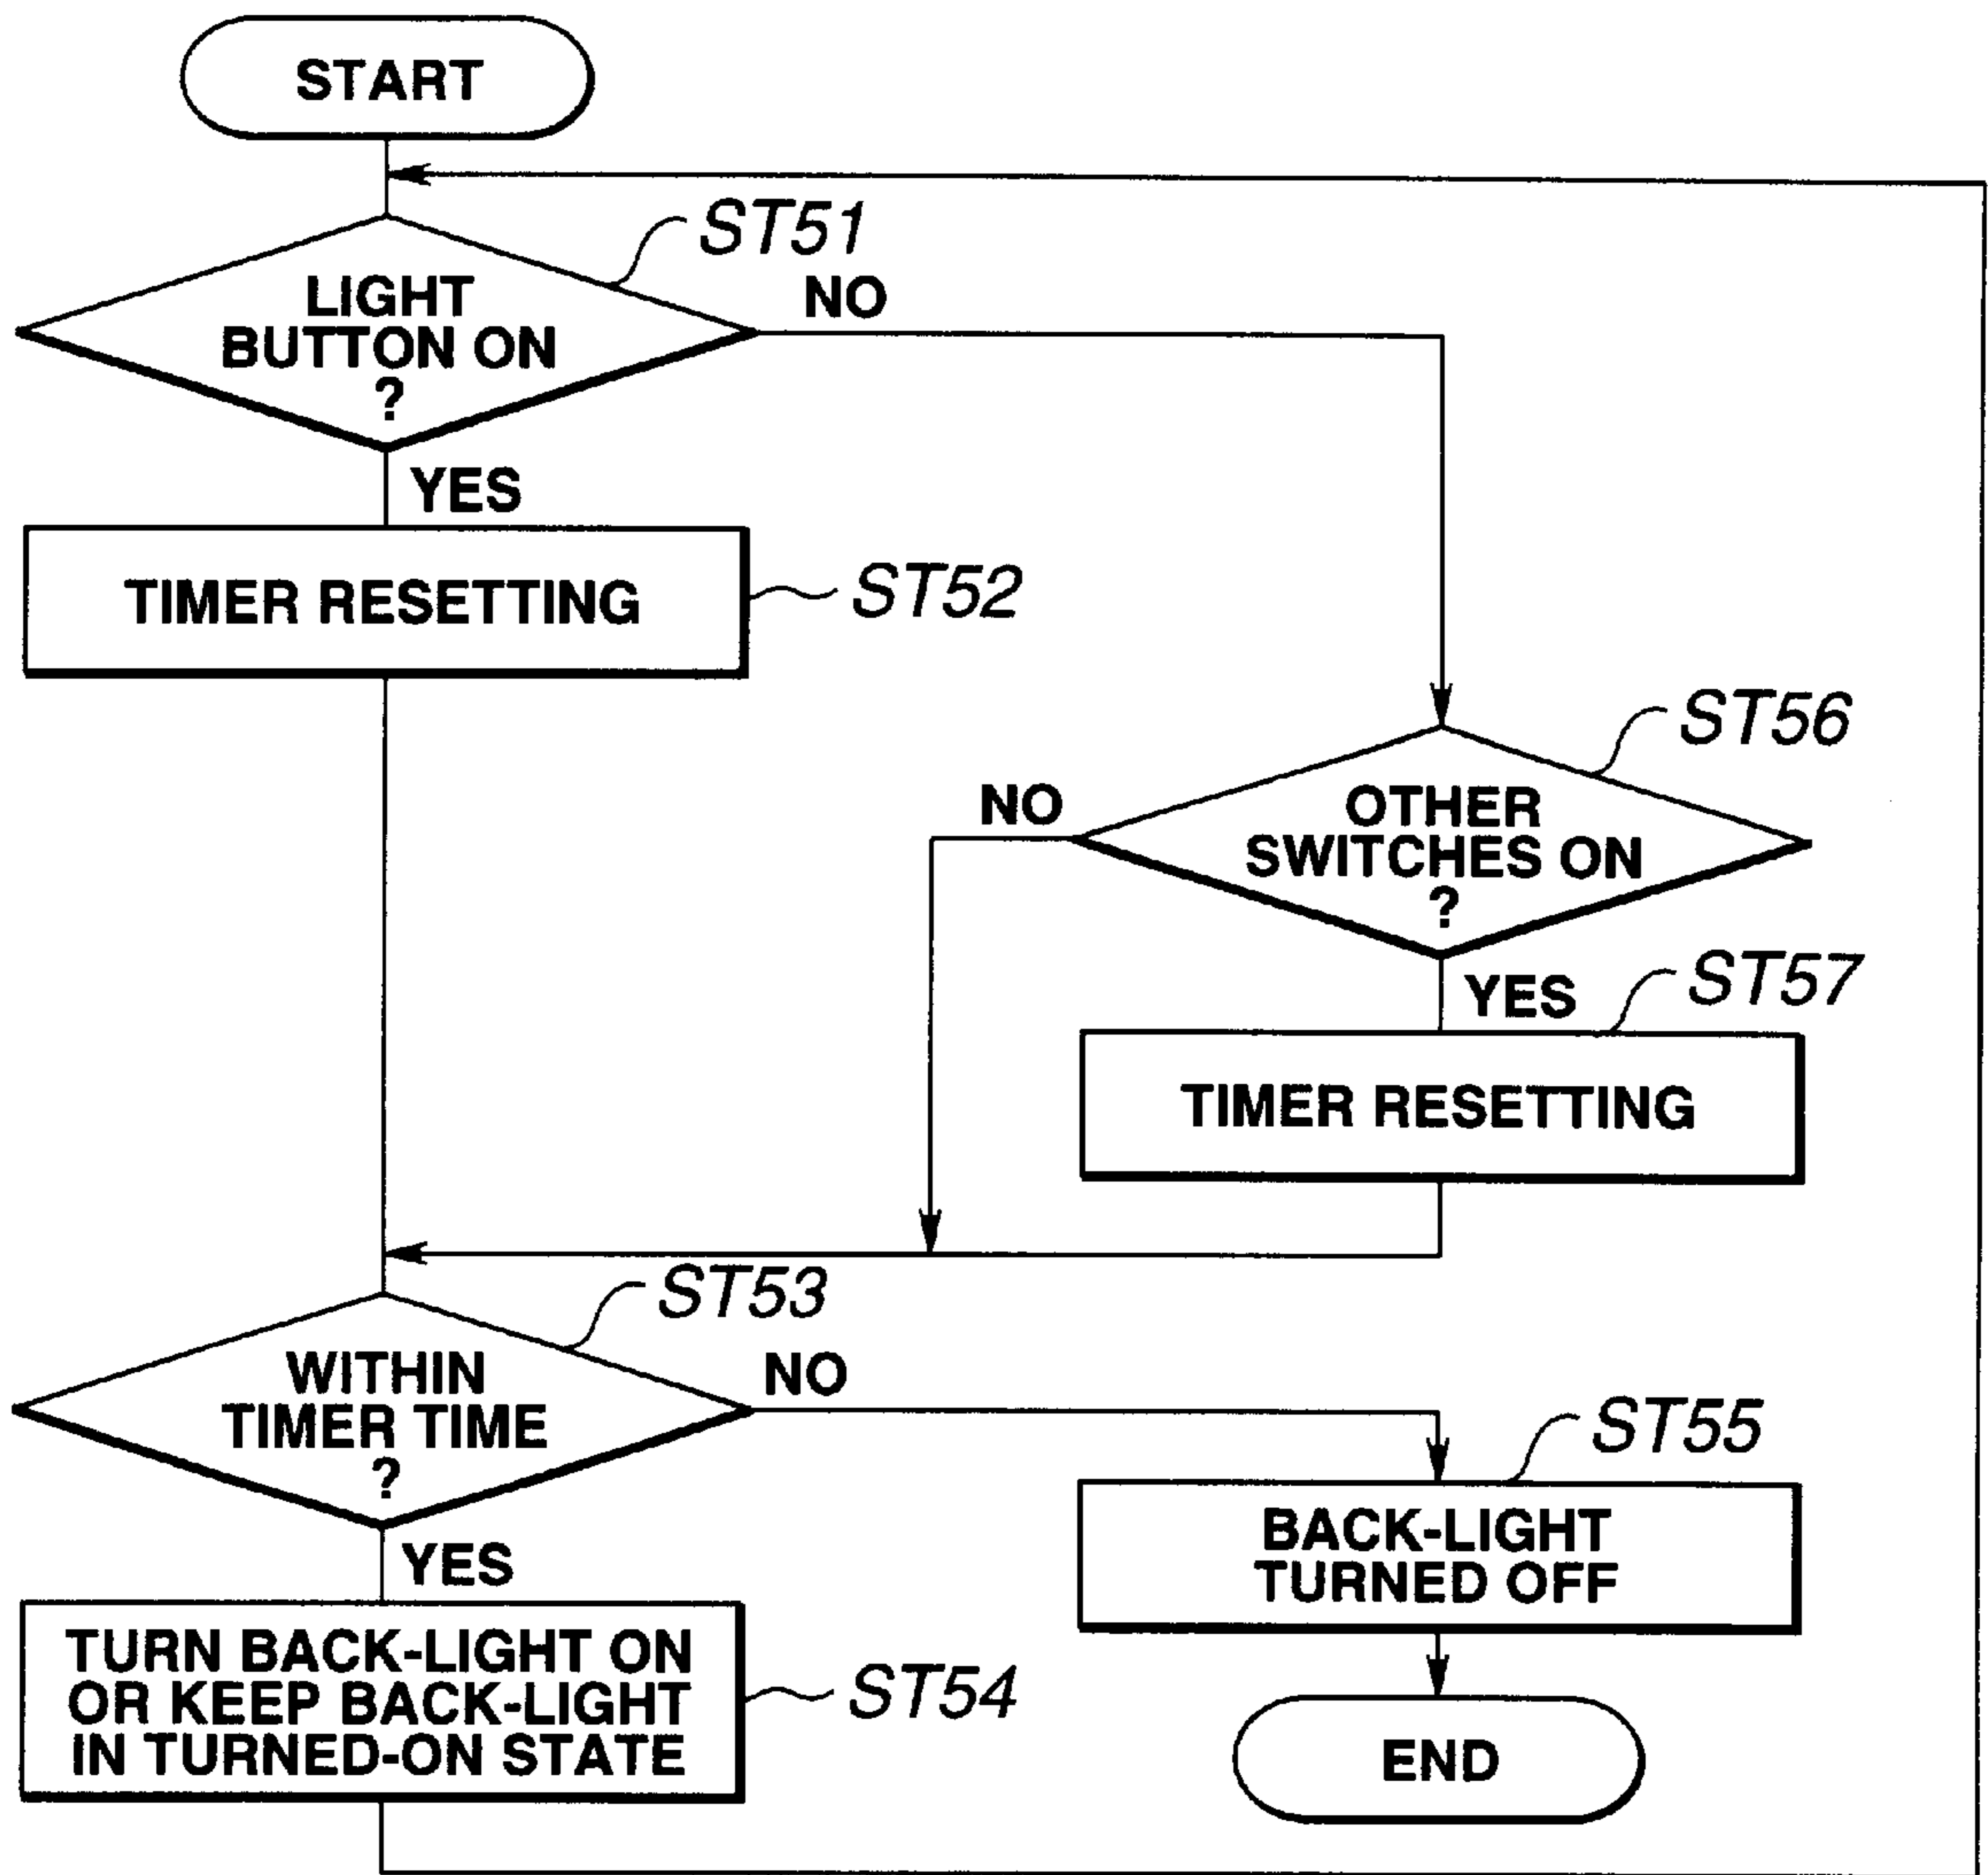 START
ST51
LIGHT
BUTTON ON
?
NO
YES
TIMER RESETTING
ST52
ST56
NO
OTHER
SWITCHES ON
?
YES
ST57
TIMER RESETTING
ST53
WITHIN
TIMER TIME
?
NO
YES
ST55
BACK-LIGHT
TURNED OFF
TURN BACK-LIGHT ON
OR KEEP BACK-LIGHT
IN TURNED-ON STATE
ST54
END